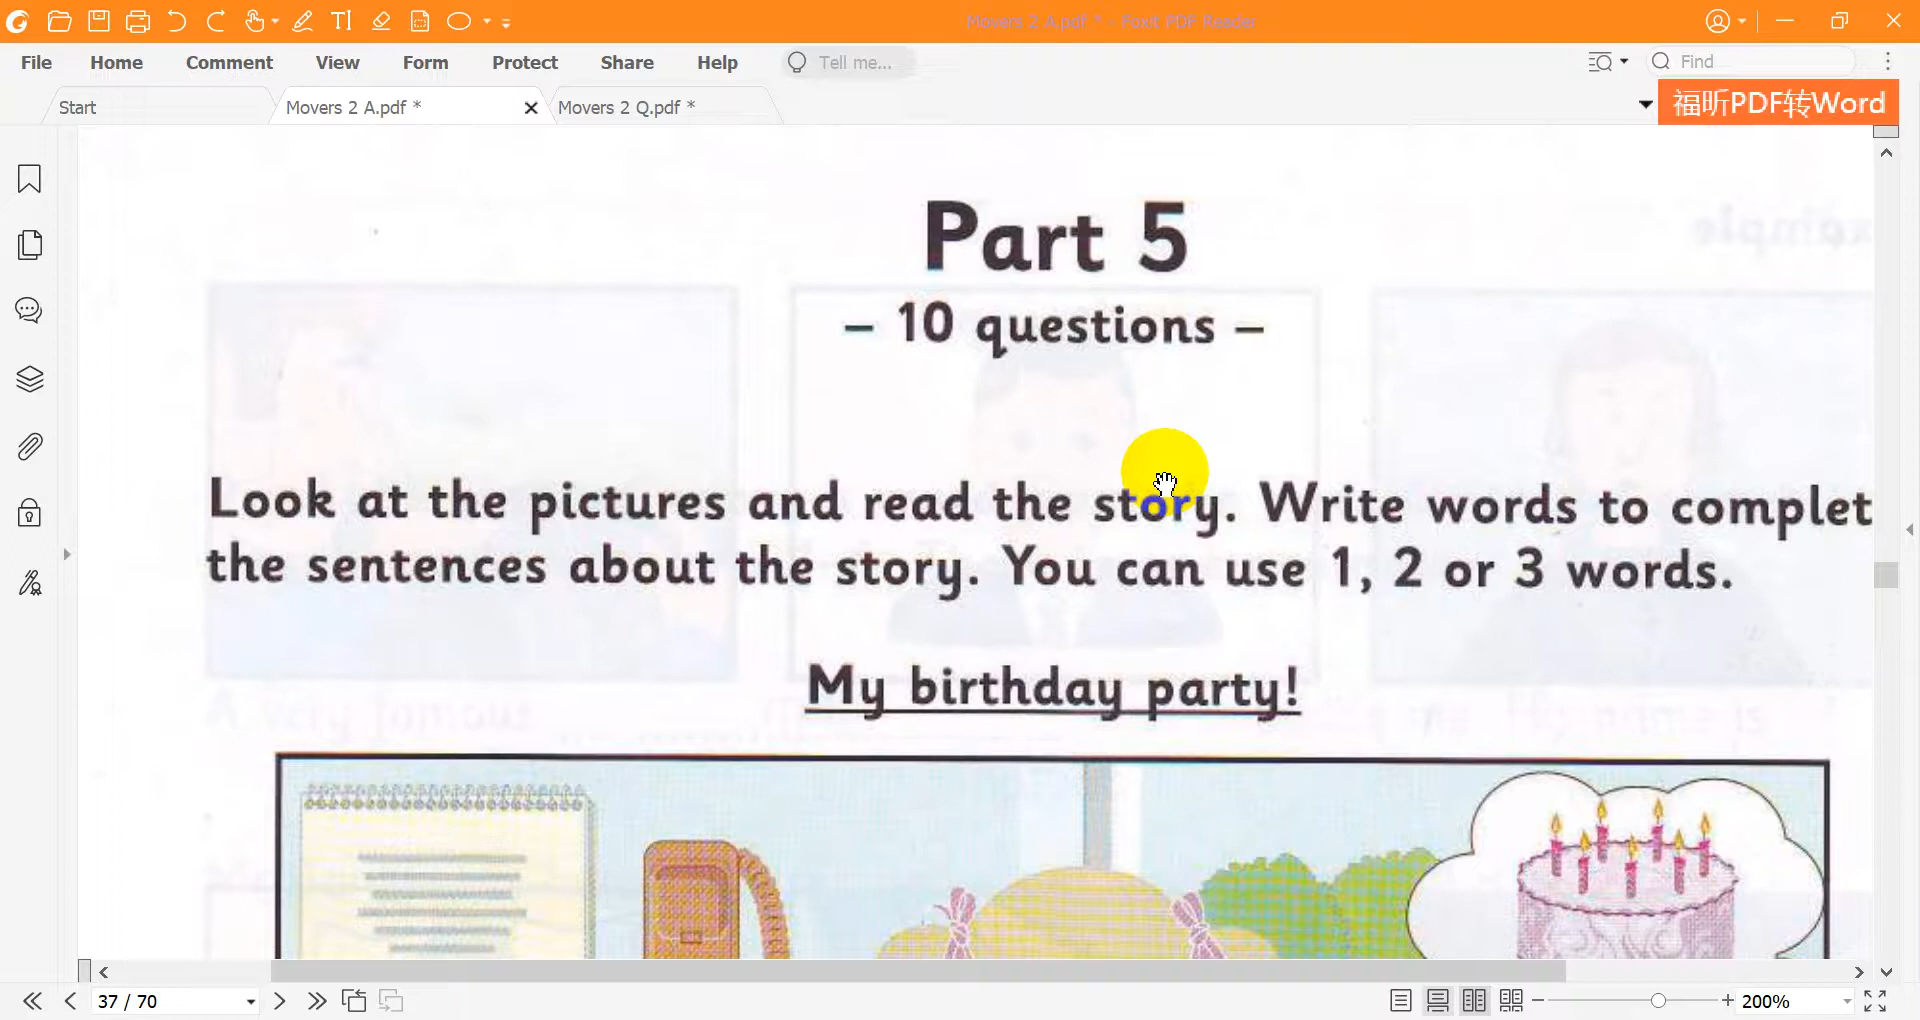 Movers 2 A.pdf * - Foxit PDF Reader
File Home Comment View Form Protect Share Help Tell me... Find
Start Movers 2 A.pdf * Movers 2 Q.pdf * 福昕PDF转Word
Part 5
– 10 questions –
Look at the pictures and read the story. Write words to complet
the sentences about the story. You can use 1, 2 or 3 words.
My birthday party!
37 / 70 200%